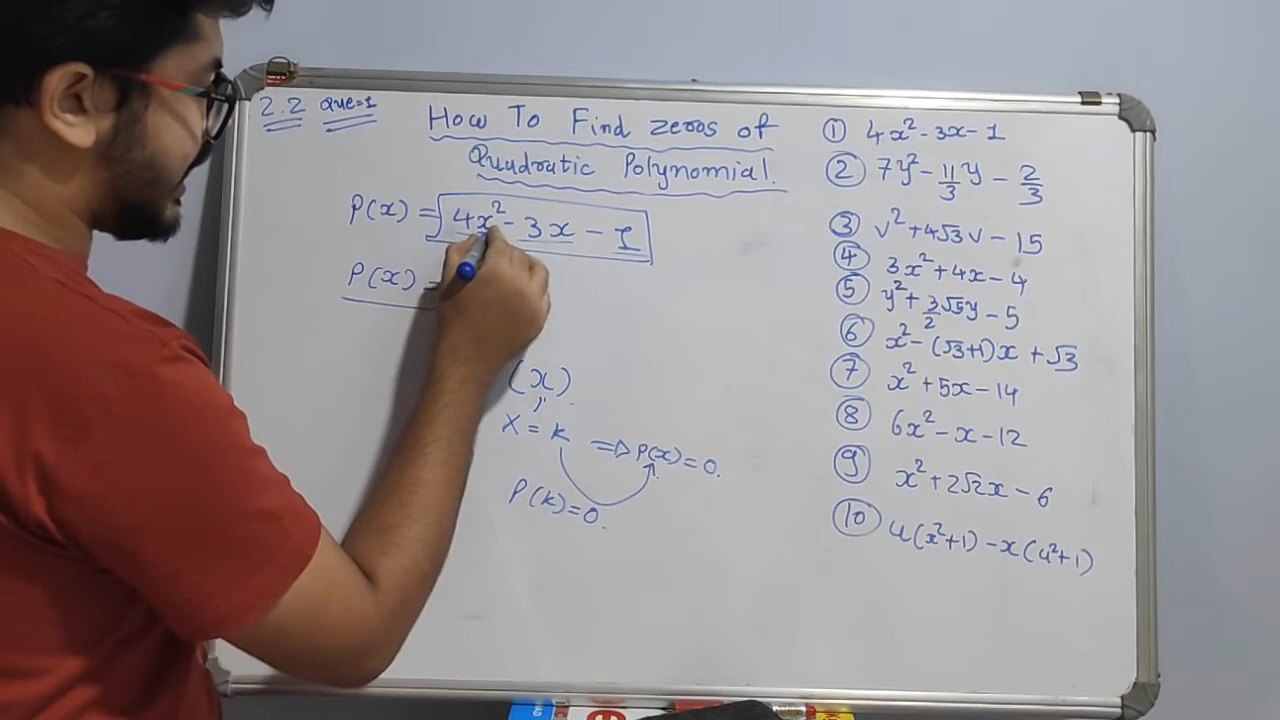 2.2 Que=1
How To Find zeros of
Quadratic Polynomial.
P(x) = 4x² - 3x - 1
P(x) =
(x)
x = k ⇒ P(x) = 0.
P(k) = 0.
① 4x² - 3x - 1
② 7y² - 11/3 y - 2/3
③ v² + 4√3 v - 15
④ 3x² + 4x - 4
⑤ y² + 3/2 √5y - 5
⑥ x² - (√3+1)x + √3
⑦ x² + 5x - 14
⑧ 6x² - x - 12
⑨ x² + 2√2x - 6
⑩ 4(x²+1) - x(4²+1)